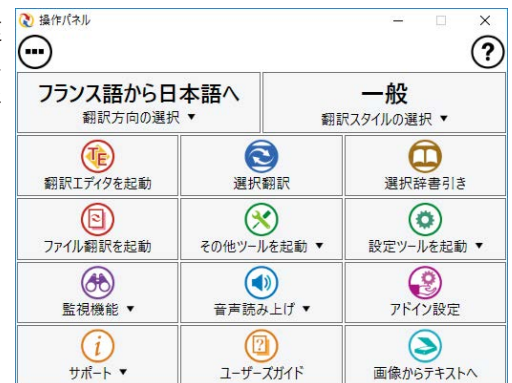 操作パネル
?
フランス語から日本語へ
翻訳方向の選択 ▼
一般
翻訳スタイルの選択 ▼
TE
翻訳エディタを起動
選択翻訳
選択辞書引き
ファイル翻訳を起動
その他ツールを起動 ▼
設定ツールを起動 ▼
監視機能 ▼
音声読み上げ ▼
アドイン設定
i
サポート ▼
?
ユーザーズガイド
画像からテキストへ